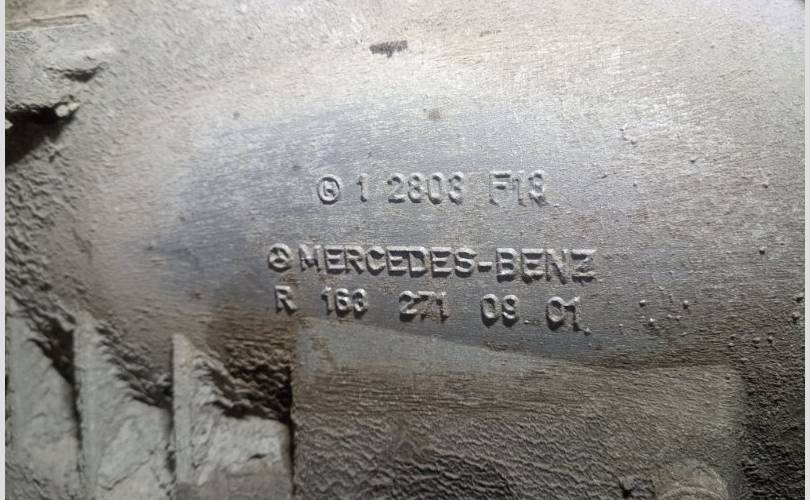 G 1 2803 F13
MERCEDES-BENZ
R 163 271 09 01